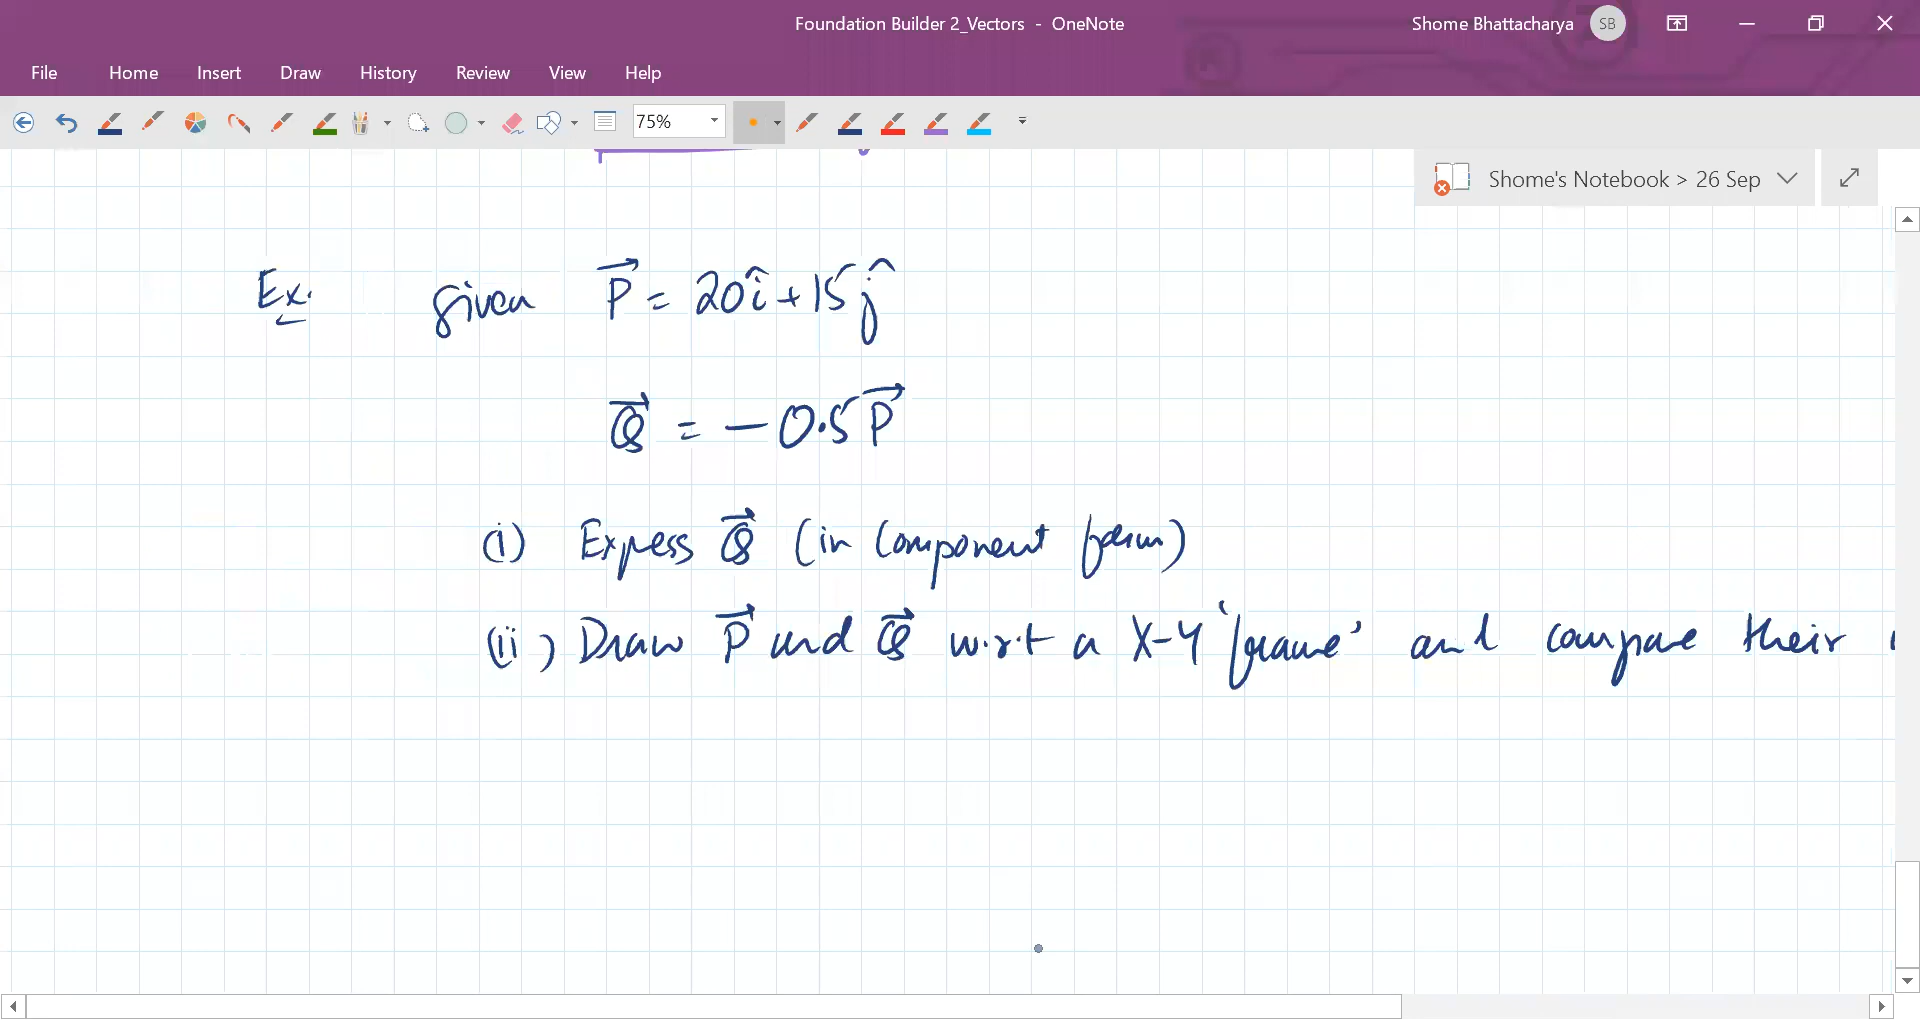 Foundation Builder 2_Vectors - OneNote
Shome Bhattacharya SB
File Home Insert Draw History Review View Help
75%
Shome's Notebook > 26 Sep
Ex. given P⃗ = 20î + 15ĵ
Q⃗ = -0.5P⃗
(i) Express Q⃗ (in component form)
(ii) Draw P⃗ and Q⃗ w.r.t a X-Y 'frame' and compare their